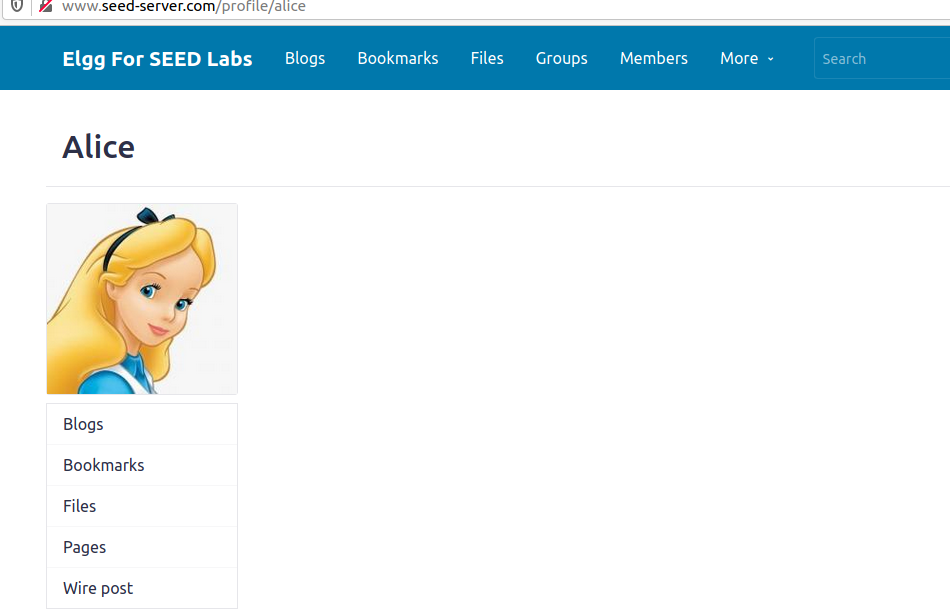 www.seed-server.com/profile/alice
Elgg For SEED Labs Blogs Bookmarks Files Groups Members More Search
Alice
Blogs
Bookmarks
Files
Pages
Wire post